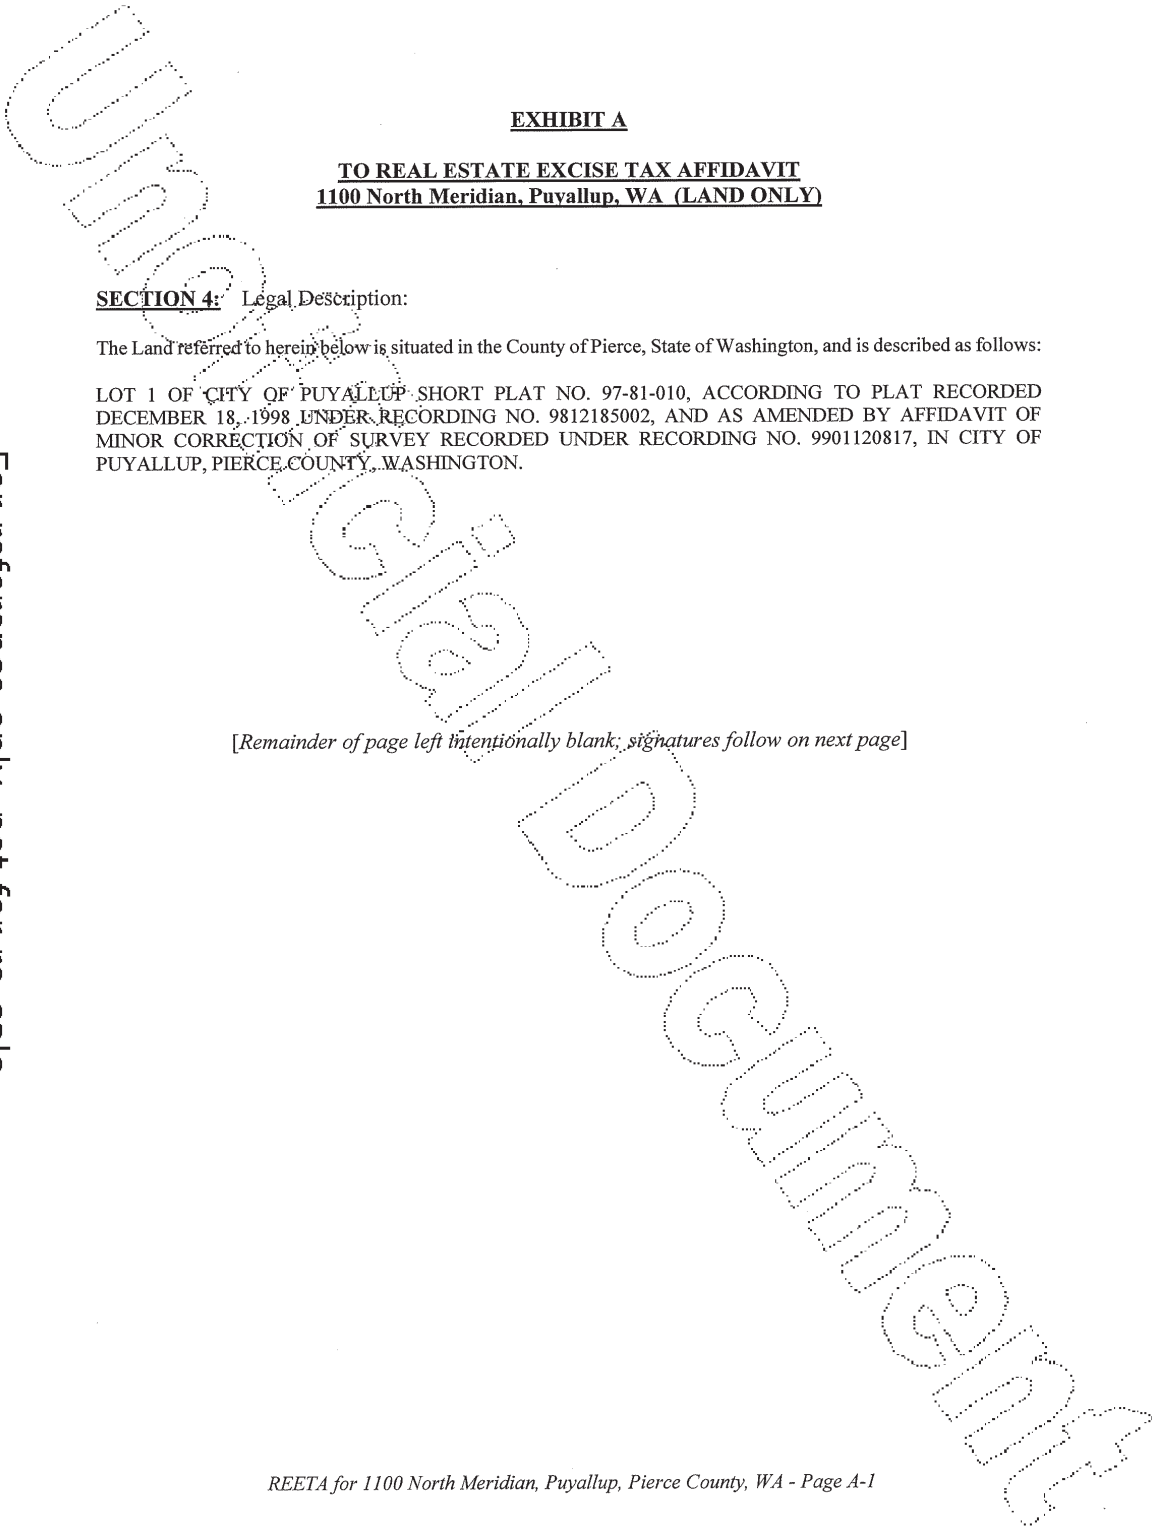 EXHIBIT A
TO REAL ESTATE EXCISE TAX AFFIDAVIT
1100 North Meridian, Puyallup, WA (LAND ONLY)
SECTION 4: Legal Description:
The Land referred to herein below is situated in the County of Pierce, State of Washington, and is described as follows:
LOT 1 OF CITY OF PUYALLUP SHORT PLAT NO. 97-81-010, ACCORDING TO PLAT RECORDED
DECEMBER 18, 1998 UNDER RECORDING NO. 9812185002, AND AS AMENDED BY AFFIDAVIT OF
MINOR CORRECTION OF SURVEY RECORDED UNDER RECORDING NO. 9901120817, IN CITY OF
PUYALLUP, PIERCE COUNTY, WASHINGTON.
[Remainder of page left intentionally blank; signatures follow on next page]
Unofficial Document
REETA for 1100 North Meridian, Puyallup, Pierce County, WA - Page A-1